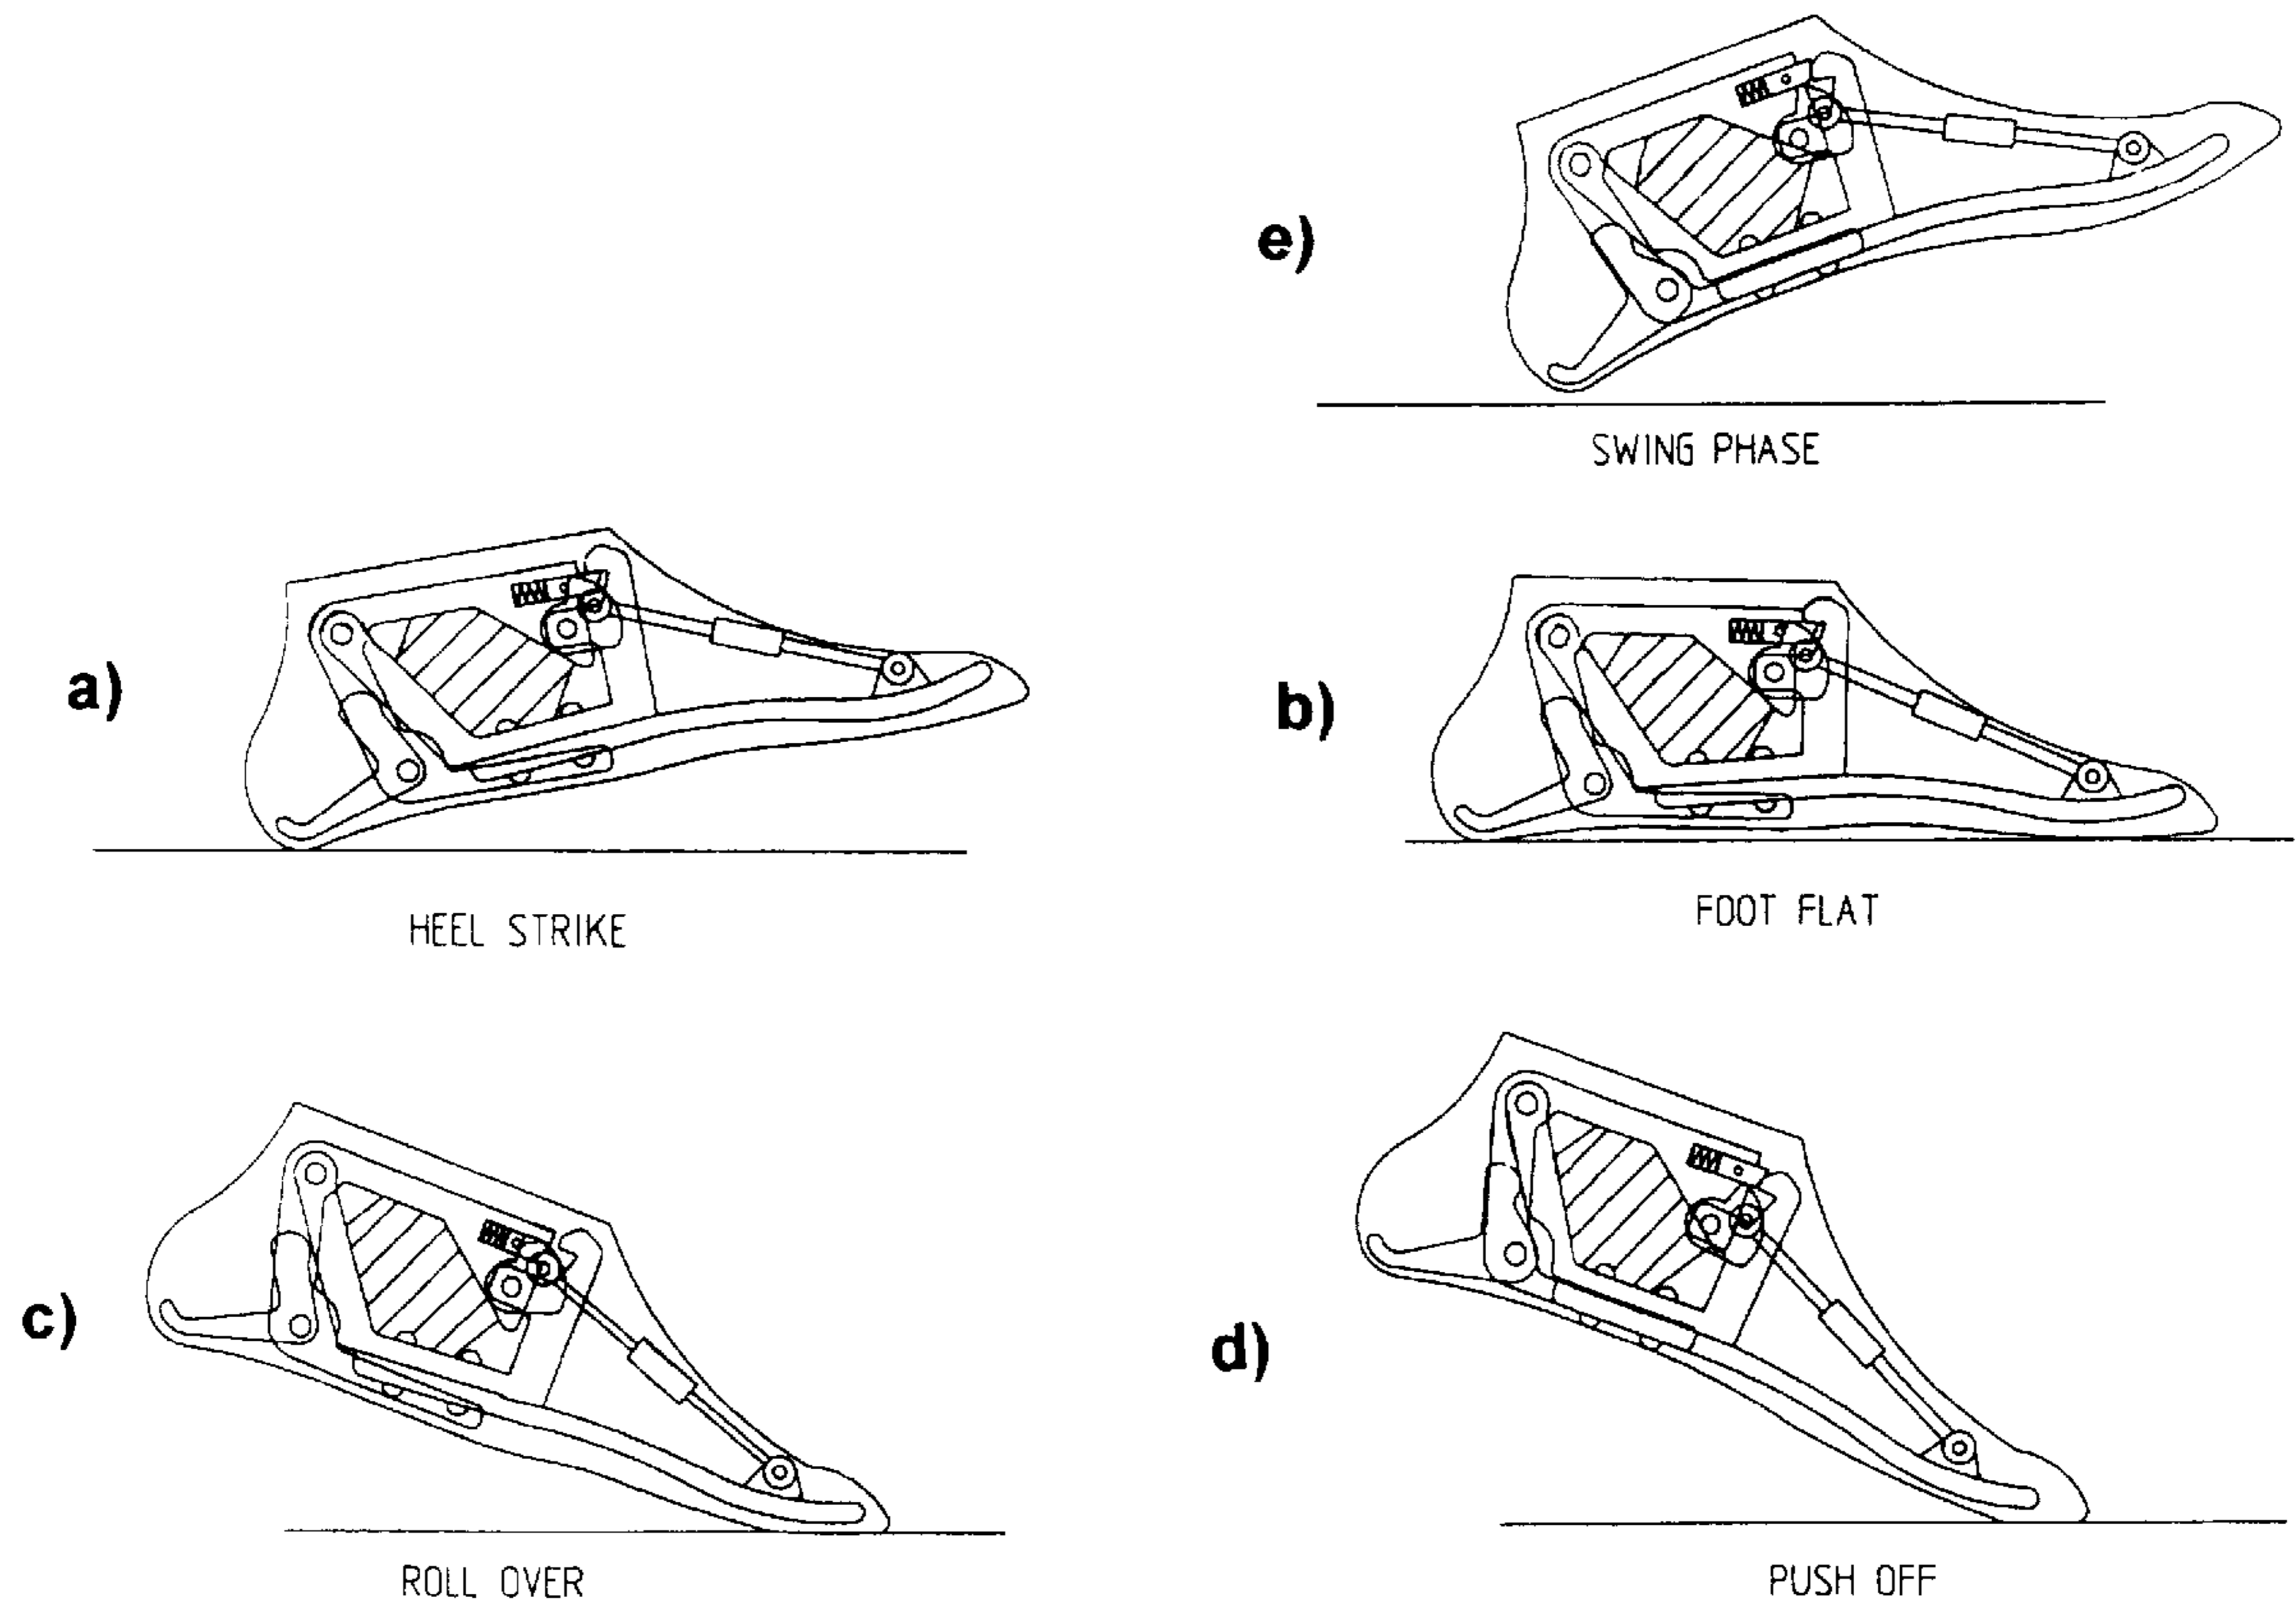 e)
SWING PHASE
a)
HEEL STRIKE
b)
FOOT FLAT
c)
ROLL OVER
d)
PUSH OFF